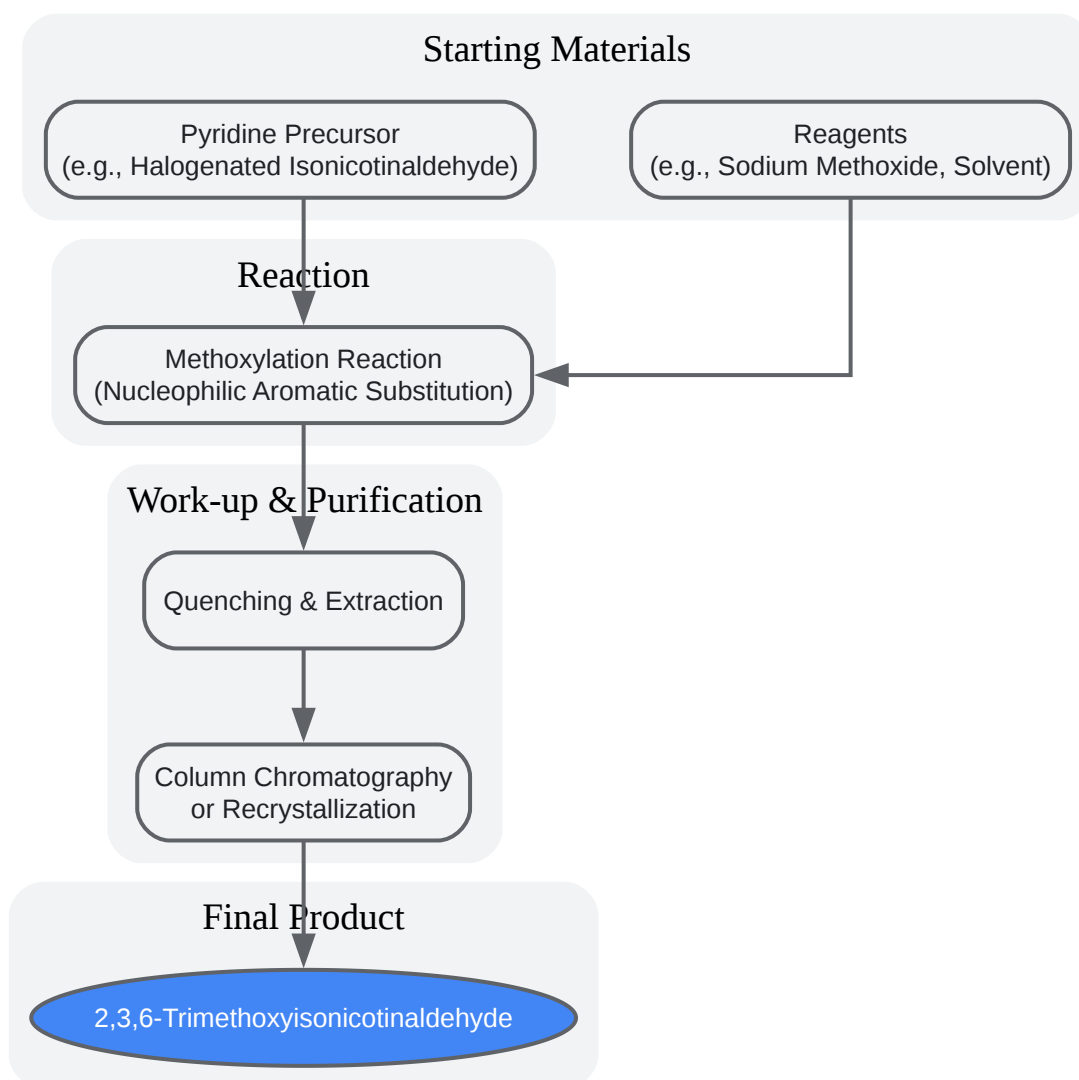 Starting Materials
Pyridine Precursor
(e.g., Halogenated Isonicotinaldehyde)
Reagents
(e.g., Sodium Methoxide, Solvent)
Reaction
Methoxylation Reaction
(Nucleophilic Aromatic Substitution)
Work-up & Purification
Quenching & Extraction
Column Chromatography
or Recrystallization
Final Product
2,3,6-Trimethoxyisonicotinaldehyde